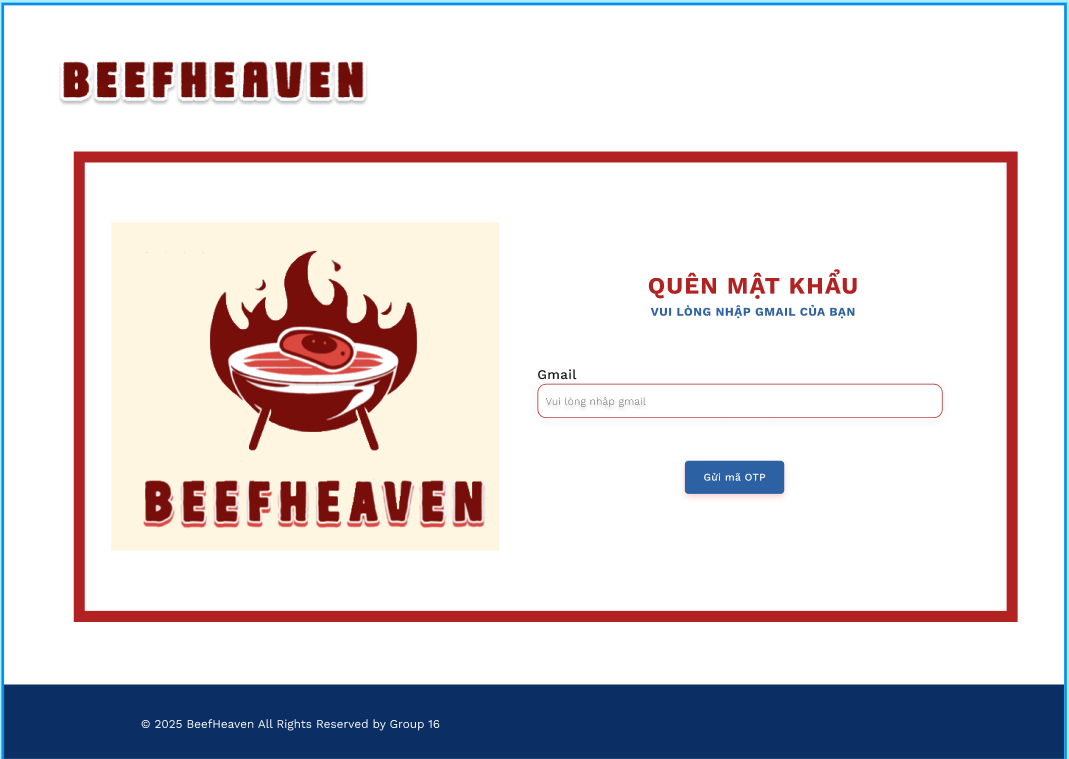 BEEFHEAVEN
BEEFHEAVEN
QUÊN MẬT KHẨU
VUI LÒNG NHẬP GMAIL CỦA BẠN
Gmail
Vui lòng nhập gmail
Gửi mã OTP
© 2025 BeefHeaven All Rights Reserved by Group 16